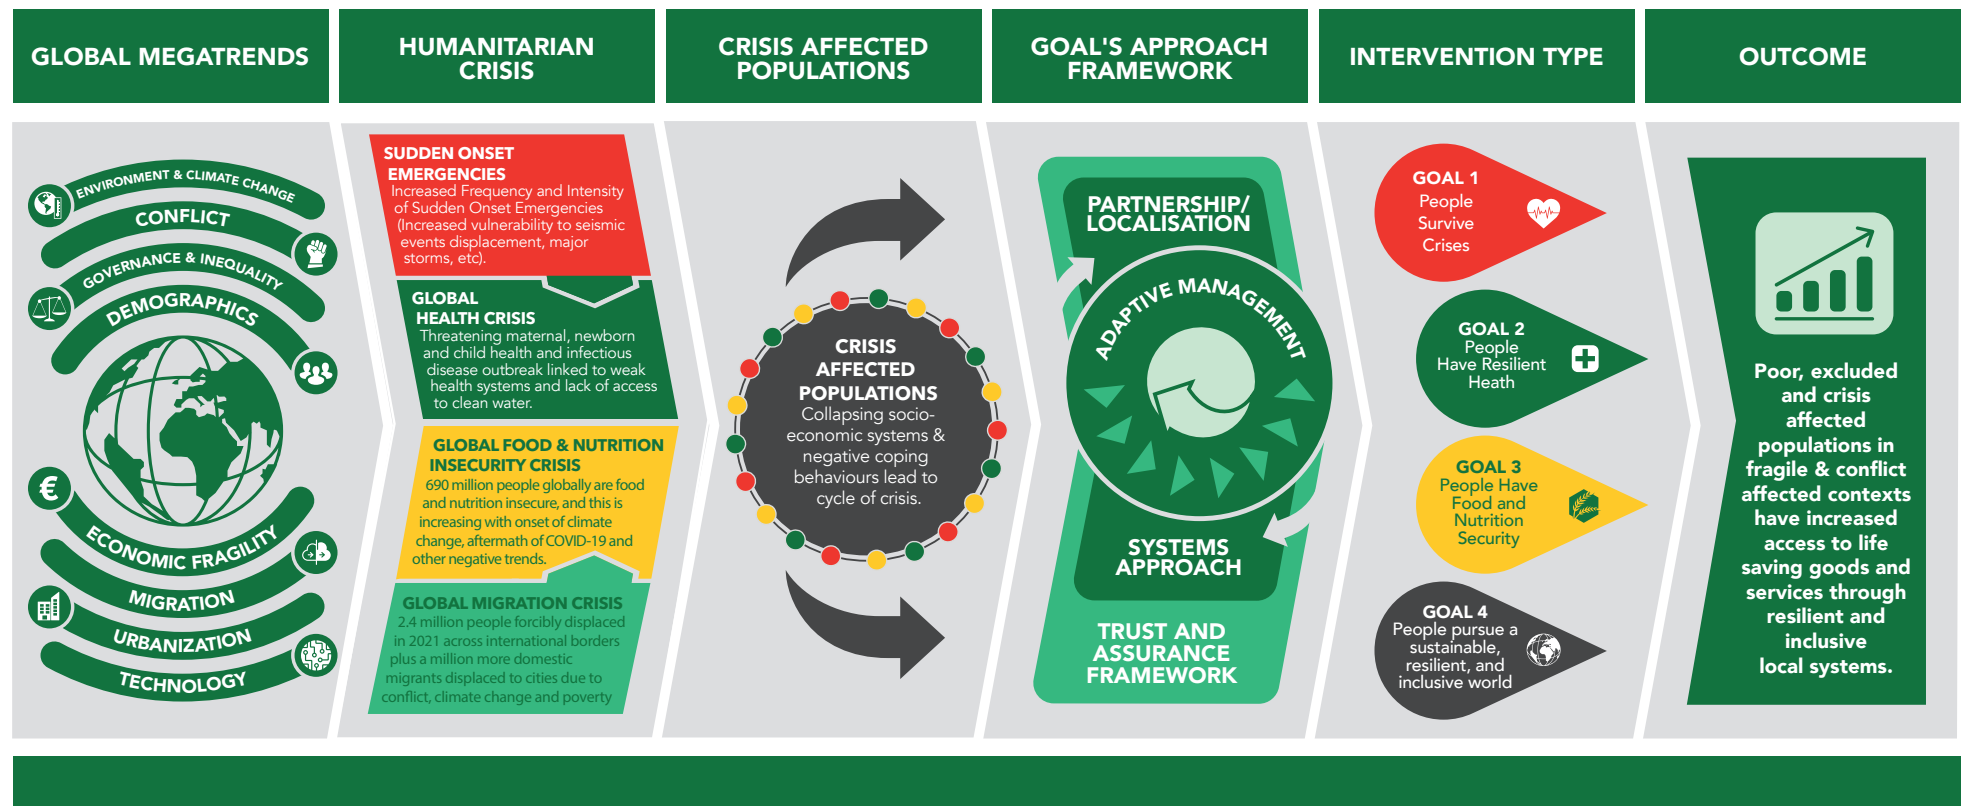 GLOBAL MEGATRENDS
HUMANITARIAN
CRISIS
CRISIS AFFECTED
POPULATIONS
GOAL'S APPROACH
FRAMEWORK
INTERVENTION TYPE
OUTCOME
ENVIRONMENT & CLIMATE CHANGE
CONFLICT
GOVERNANCE & INEQUALITY
DEMOGRAPHICS
€
ECONOMIC FRAGILITY
MIGRATION
URBANIZATION
TECHNOLOGY
SUDDEN ONSET
EMERGENCIES
Increased Frequency and Intensity
of Sudden Onset Emergencies
(Increased vulnerability to seismic
events displacement, major
storms, etc).
GLOBAL
HEALTH CRISIS
Threatening maternal, newborn
and child health and infectious
disease outbreak linked to weak
health systems and lack of access
to clean water.
GLOBAL FOOD & NUTRITION
INSECURITY CRISIS
690 million people globally are food
and nutrition insecure, and this is
increasing with onset of climate
change, aftermath of COVID-19 and
other negative trends.
GLOBAL MIGRATION CRISIS
2.4 million people forcibly displaced
in 2021 across international borders
plus a million more domestic
migrants displaced to cities due to
conflict, climate change and poverty
CRISIS
AFFECTED
POPULATIONS
Collapsing socio-
economic systems &
negative coping
behaviours lead to
cycle of crisis.
PARTNERSHIP/
LOCALISATION
ADAPTIVE MANAGEMENT
SYSTEMS
APPROACH
TRUST AND
ASSURANCE
FRAMEWORK
GOAL 1
People
Survive
Crises
GOAL 2
People
Have Resilient
Heath
GOAL 3
People Have
Food and
Nutrition
Security
GOAL 4
People pursue a
sustainable,
resilient, and
inclusive world
Poor, excluded
and crisis
affected
populations in
fragile & conflict
affected contexts
have increased
access to life
saving goods and
services through
resilient and
inclusive
local systems.